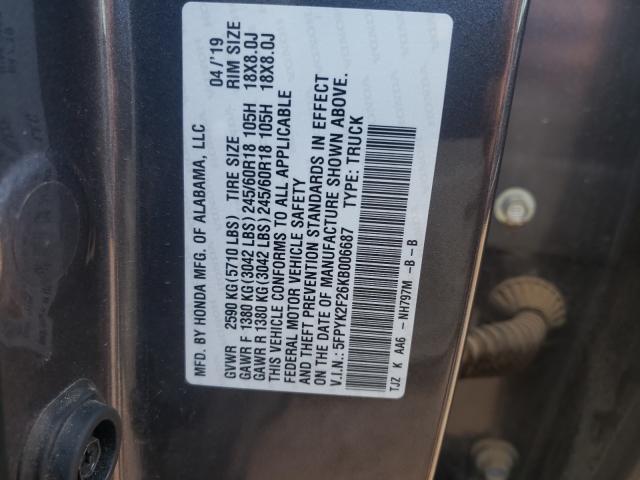 MFD. BY HONDA MFG. OF ALABAMA, LLC 04/'19
GVWR 2590 KG(5710 LBS) TIRE SIZE RIM SIZE
GAWR F 1380 KG(3042 LBS) 245/60R18 105H 18X8.0J
GAWR R 1380 KG(3042 LBS) 245/60R18 105H 18X8.0J
THIS VEHICLE CONFORMS TO ALL APPLICABLE
FEDERAL MOTOR VEHICLE SAFETY
AND THEFT PREVENTION STANDARDS IN EFFECT
ON THE DATE OF MANUFACTURE SHOWN ABOVE.
V.I.N.: 5FPYK2F26KB006687 TYPE: TRUCK
TJZ K AA6 - NH797M -B-B